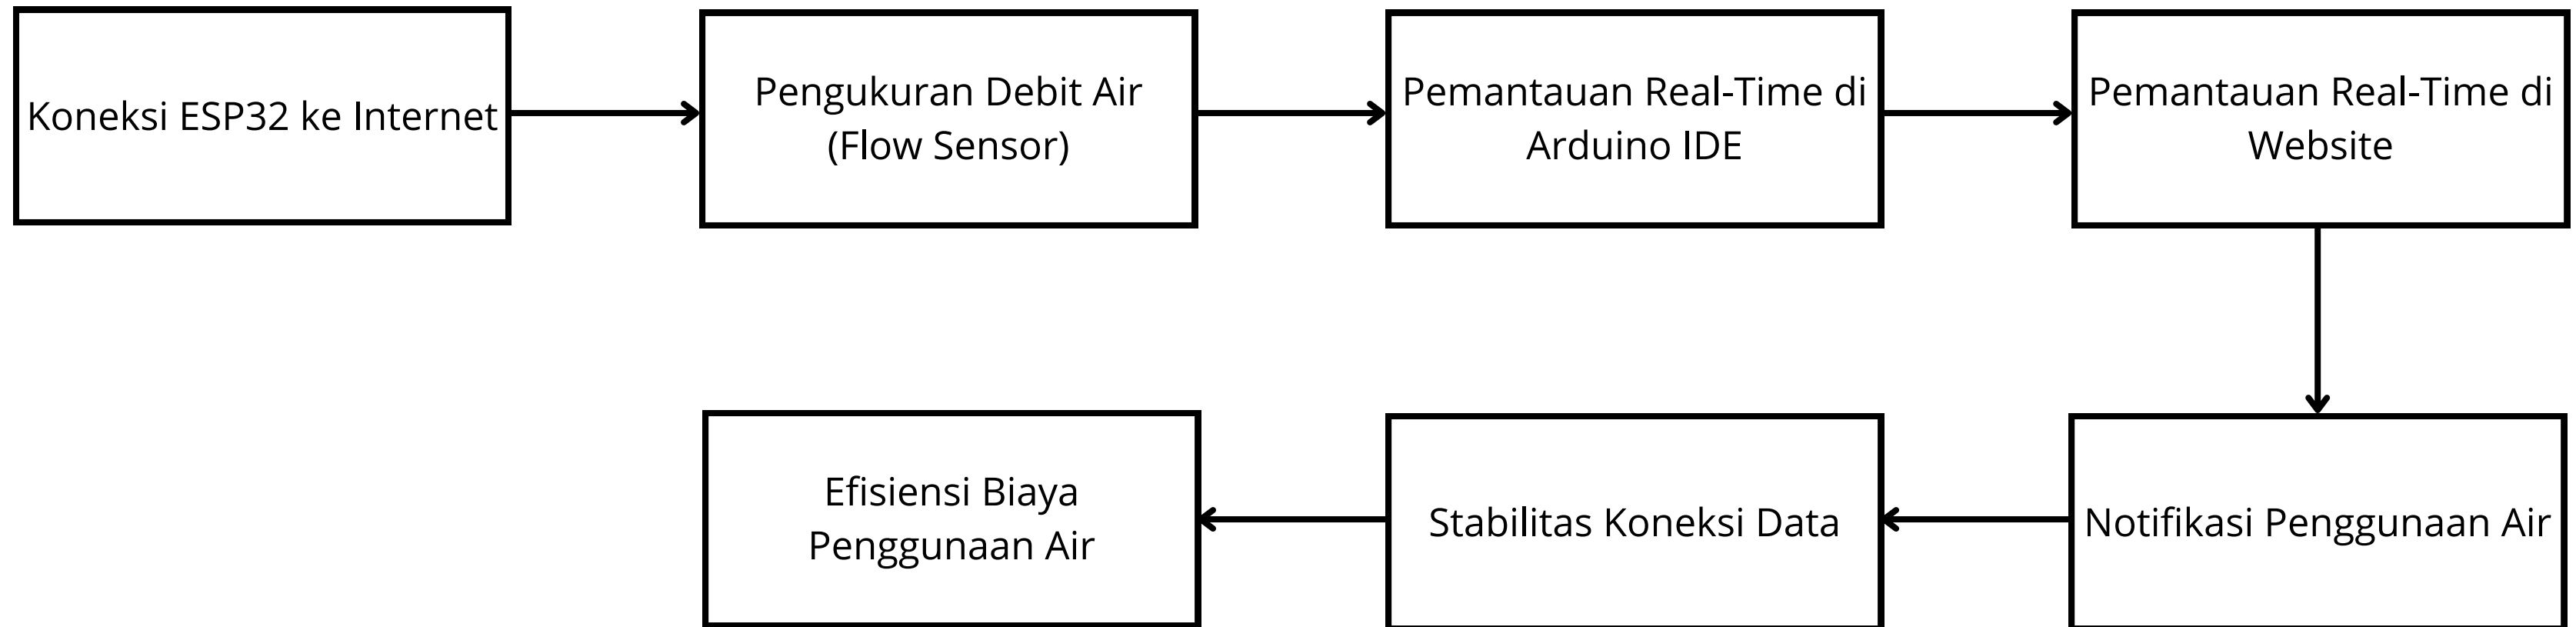 Koneksi ESP32 ke Internet
Pengukuran Debit Air
(Flow Sensor)
Pemantauan Real-Time di
Arduino IDE
Pemantauan Real-Time di
Website
Notifikasi Penggunaan Air
Stabilitas Koneksi Data
Efisiensi Biaya
Penggunaan Air